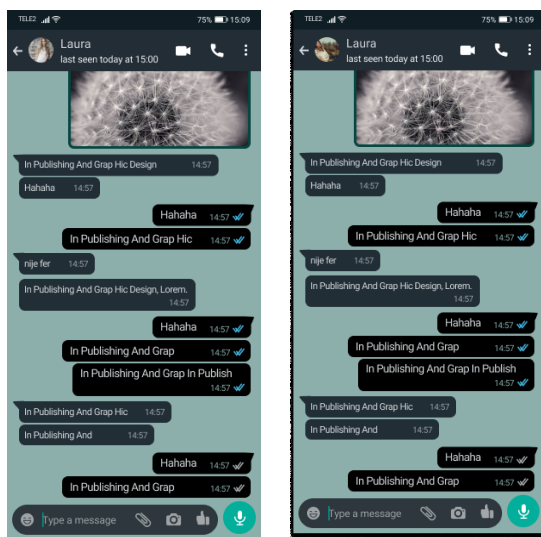 TELE2 75% 15:09
Laura
last seen today at 15:00
In Publishing And Grap Hic Design 14:57
Hahaha 14:57
Hahaha 14:57
In Publishing And Grap Hic 14:57
nije fer 14:57
In Publishing And Grap Hic Design, Lorem.
14:57
Hahaha 14:57
In Publishing And Grap 14:57
In Publishing And Grap In Publish
14:57
In Publishing And Grap Hic 14:57
In Publishing And 14:57
Hahaha 14:57
In Publishing And Grap 14:57
Type a message
TELE2 75% 15:09
Laura
last seen today at 15:00
In Publishing And Grap Hic Design 14:57
Hahaha 14:57
Hahaha 14:57
In Publishing And Grap Hic 14:57
nije fer 14:57
In Publishing And Grap Hic Design, Lorem.
14:57
Hahaha 14:57
In Publishing And Grap 14:57
In Publishing And Grap In Publish
14:57
In Publishing And Grap Hic 14:57
In Publishing And 14:57
Hahaha 14:57
In Publishing And Grap 14:57
Type a message